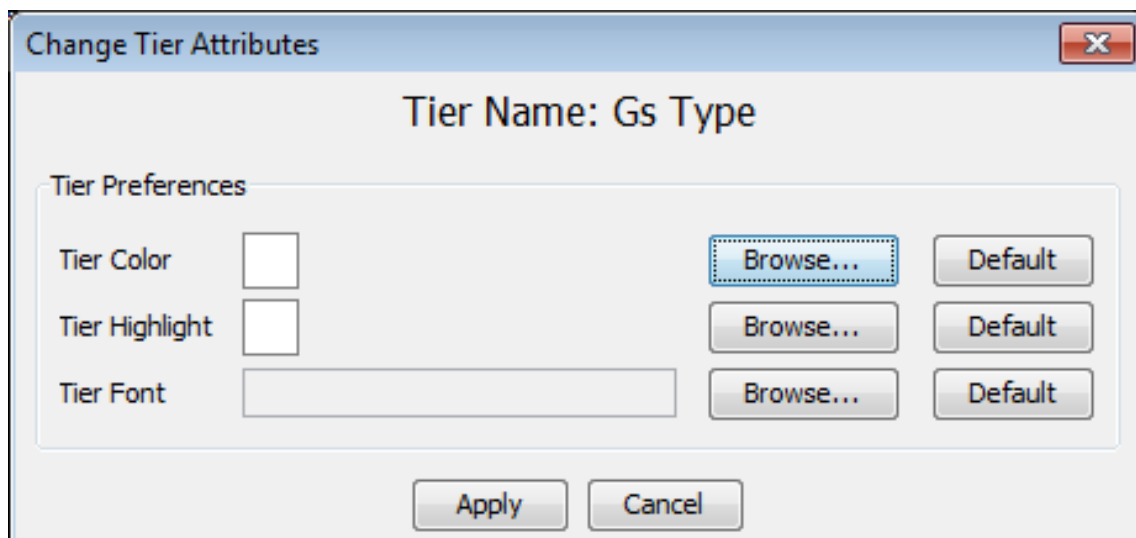 Change Tier Attributes
Tier Name: Gs Type
Tier Preferences
Tier Color Browse... Default
Tier Highlight Browse... Default
Tier Font Browse... Default
Apply Cancel